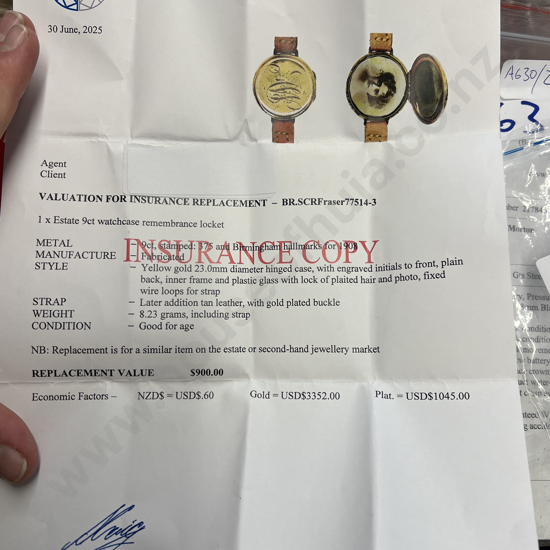 30 June, 2025
A630/2
63
Agent
Client
VALUATION FOR INSURANCE REPLACEMENT – BR.SCRFraser77514-3
1 x Estate 9ct watchcase remembrance locket
METAL – 9ct, stamped: 375 and Birmingham hallmarks for 1908
MANUFACTURE – Fabricated
INSURANCE COPY
STYLE – Yellow gold 23.0mm diameter hinged case, with engraved initials to front, plain
back, inner frame and plastic glass with lock of plaited hair and photo, fixed
wire loops for strap
STRAP – Later addition tan leather, with gold plated buckle
WEIGHT – 8.23 grams, including strap
CONDITION – Good for age
NB: Replacement is for a similar item on the estate or second-hand jewellery market
REPLACEMENT VALUE $900.00
Economic Factors – NZD$ = USD$.60 Gold = USD$3352.00 Plat. = USD$1045.00